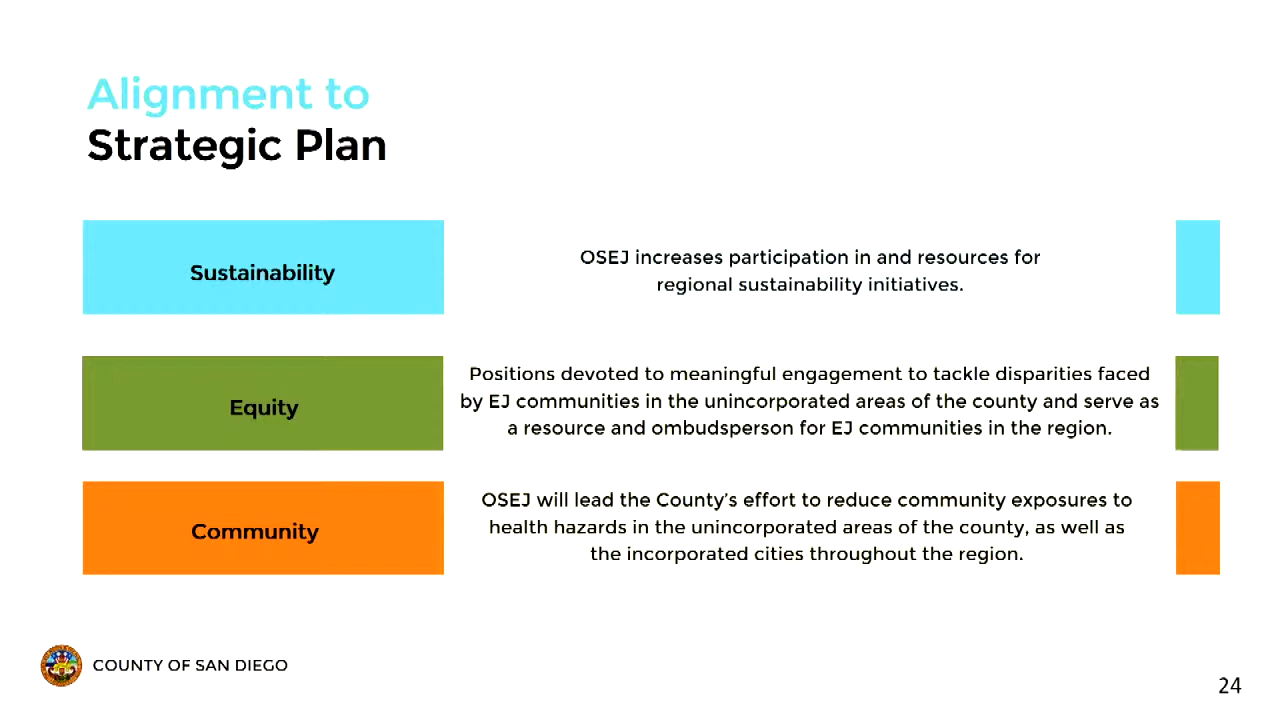 Alignment to
Strategic Plan
Sustainability
OSEJ increases participation in and resources for
regional sustainability initiatives.
Equity
Positions devoted to meaningful engagement to tackle disparities faced
by EJ communities in the unincorporated areas of the county and serve as
a resource and ombudsperson for EJ communities in the region.
Community
OSEJ will lead the County’s effort to reduce community exposures to
health hazards in the unincorporated areas of the county, as well as
the incorporated cities throughout the region.
COUNTY OF SAN DIEGO
24